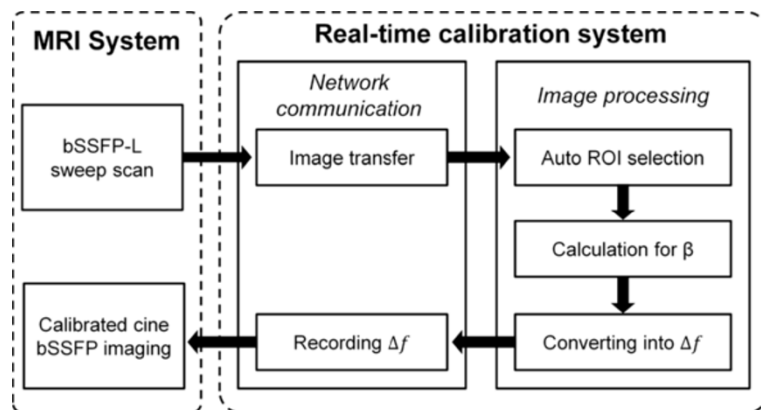 MRI System
Real-time calibration system
Network
communication
Image processing
bSSFP-L
sweep scan
Image transfer
Auto ROI selection
Calculation for β
Calibrated cine
bSSFP imaging
Recording Δf
Converting into Δf